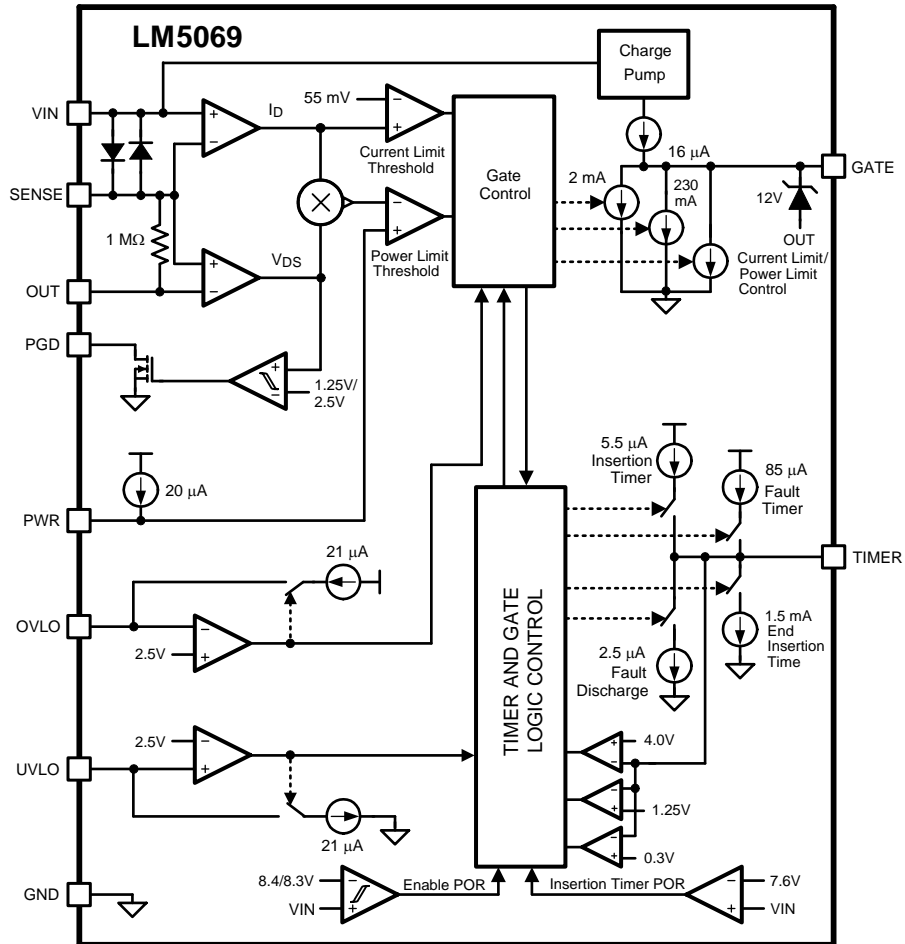 LM5069
Charge
Pump
VIN
55 mV
ID
Current Limit
Threshold
Gate
Control
16 μA
GATE
SENSE
2 mA
230
mA
12V
1 MΩ
VDS
Power Limit
Threshold
OUT
Current Limit/
Power Limit
Control
OUT
PGD
1.25V/
2.5V
20 μA
PWR
5.5 μA
Insertion
Timer
85 μA
Fault
Timer
TIMER
21 μA
OVLO
2.5V
TIMER AND GATE
LOGIC CONTROL
2.5 μA
Fault
Discharge
1.5 mA
End
Insertion
Time
2.5V
UVLO
21 μA
4.0V
1.25V
0.3V
GND
8.4/8.3V
VIN
Enable POR
Insertion Timer POR
7.6V
VIN